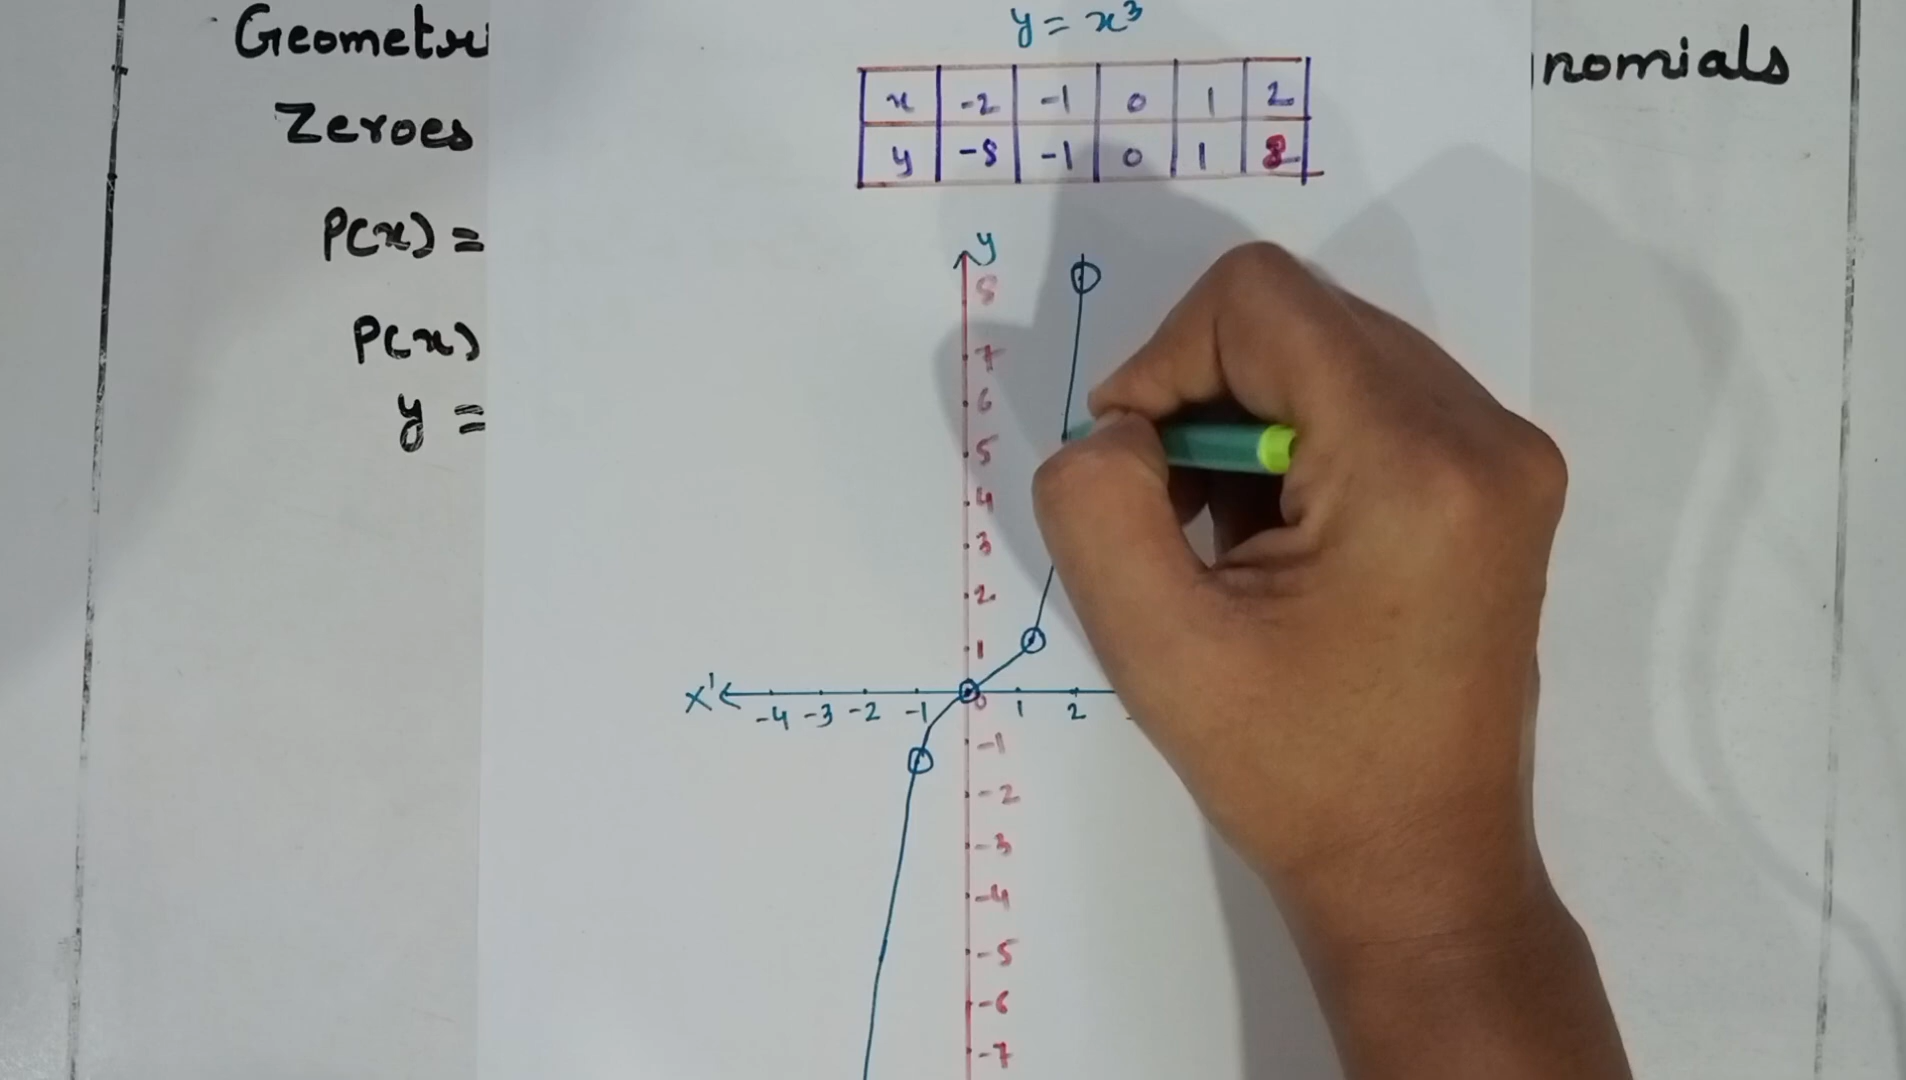 Geometri
nomials
Zeroes
P(x) =
P(x)
y =
y = x³
x -2 -1 0 1 2
y -8 -1 0 1 8
y
8
7
6
5
4
3
2
1
X' -4 -3 -2 -1 0 1 2
-1
-2
-3
-4
-5
-6
-7